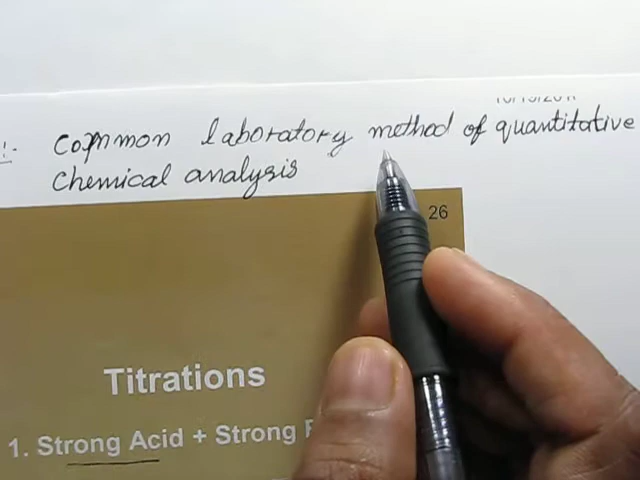 :- Common laboratory method of quantitative
Chemical analysis
26
Titrations
1. Strong Acid + Strong